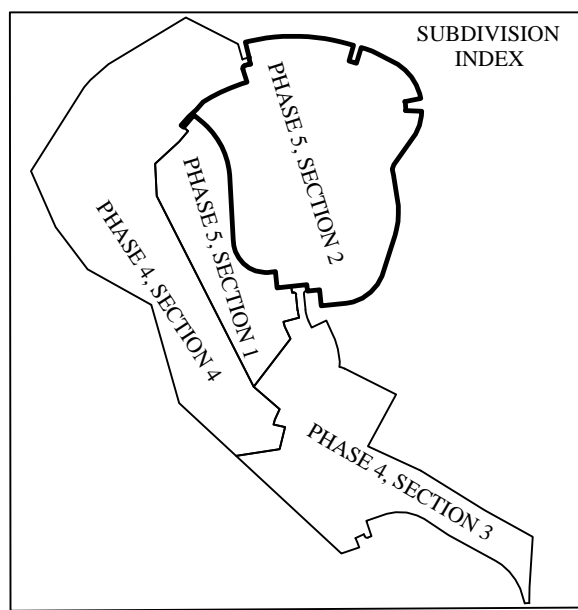 SUBDIVISION
INDEX
PHASE 5, SECTION 2
PHASE 5, SECTION 1
PHASE 4, SECTION 4
PHASE 4, SECTION 3